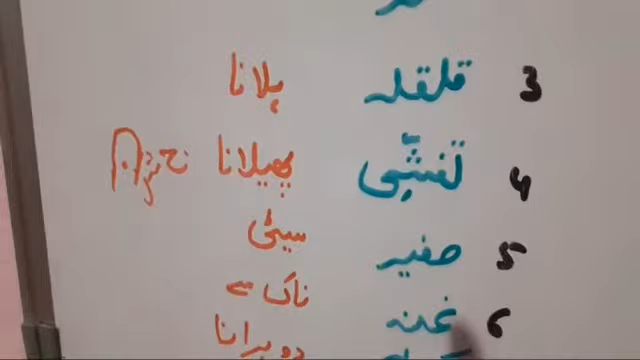 3 قلقلہ ہلانا
4 تفشّی پھیلانا
5 صفیر سیٹی
6 غنہ ناک سے
دوہرانا